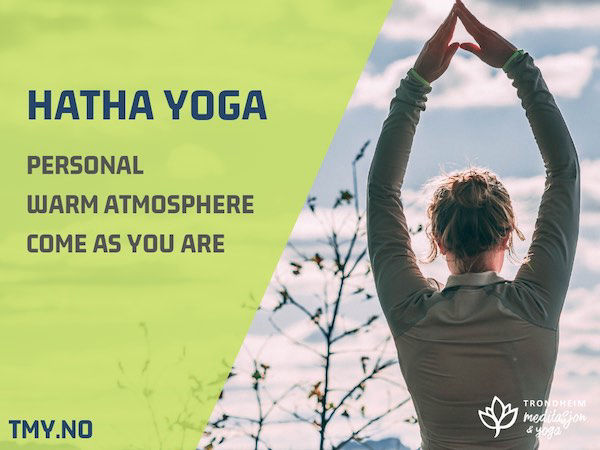 HATHA YOGA
PERSONAL
WARM ATMOSPHERE
COME AS YOU ARE
TMY.NO
TRONDHEIM
meditasjon
& yoga